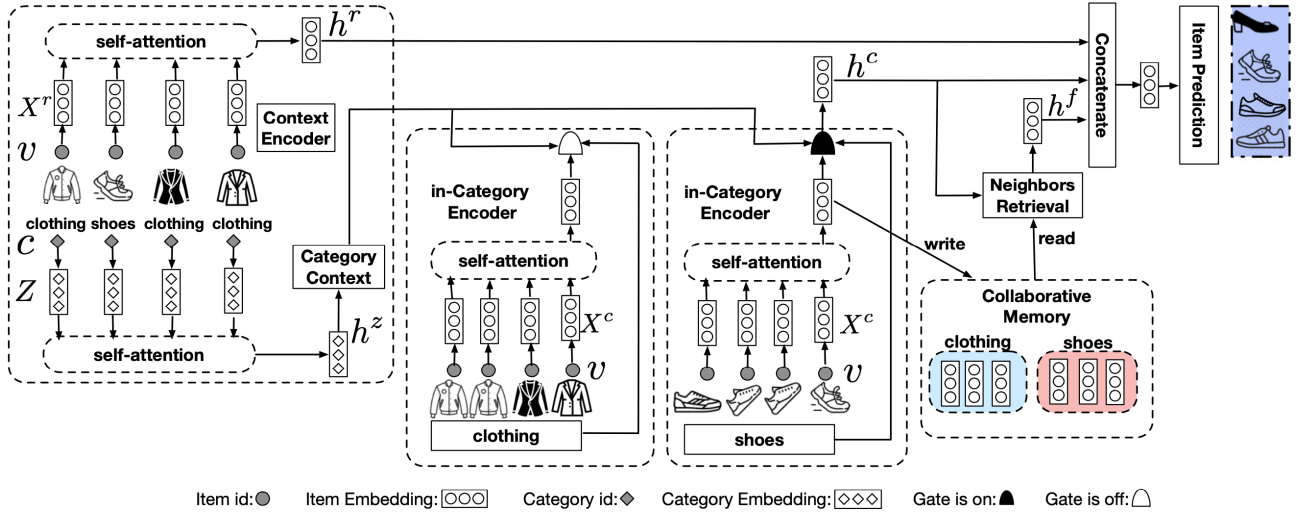 self-attention
h^r
X^r
v
Context
Encoder
clothing shoes clothing clothing
c
Z
Category
Context
self-attention
h^z
in-Category
Encoder
self-attention
X^c
v
clothing
in-Category
Encoder
self-attention
X^c
v
shoes
h^c
h^f
Neighbors
Retrieval
write
read
Collaborative
Memory
clothing
shoes
Concatenate
Item Prediction
Item id:
Item Embedding:
Category id:
Category Embedding:
Gate is on:
Gate is off: